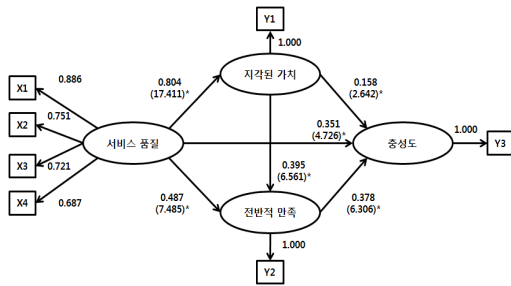 Y1
1.000
지각된 가치
0.804
(17.411)*
0.158
(2.642)*
X1
0.886
X2
0.751
X3
0.721
X4
0.687
서비스 품질
0.351
(4.726)*
충성도
1.000
Y3
0.395
(6.561)*
0.487
(7.485)*
전반적 만족
0.378
(6.306)*
1.000
Y2